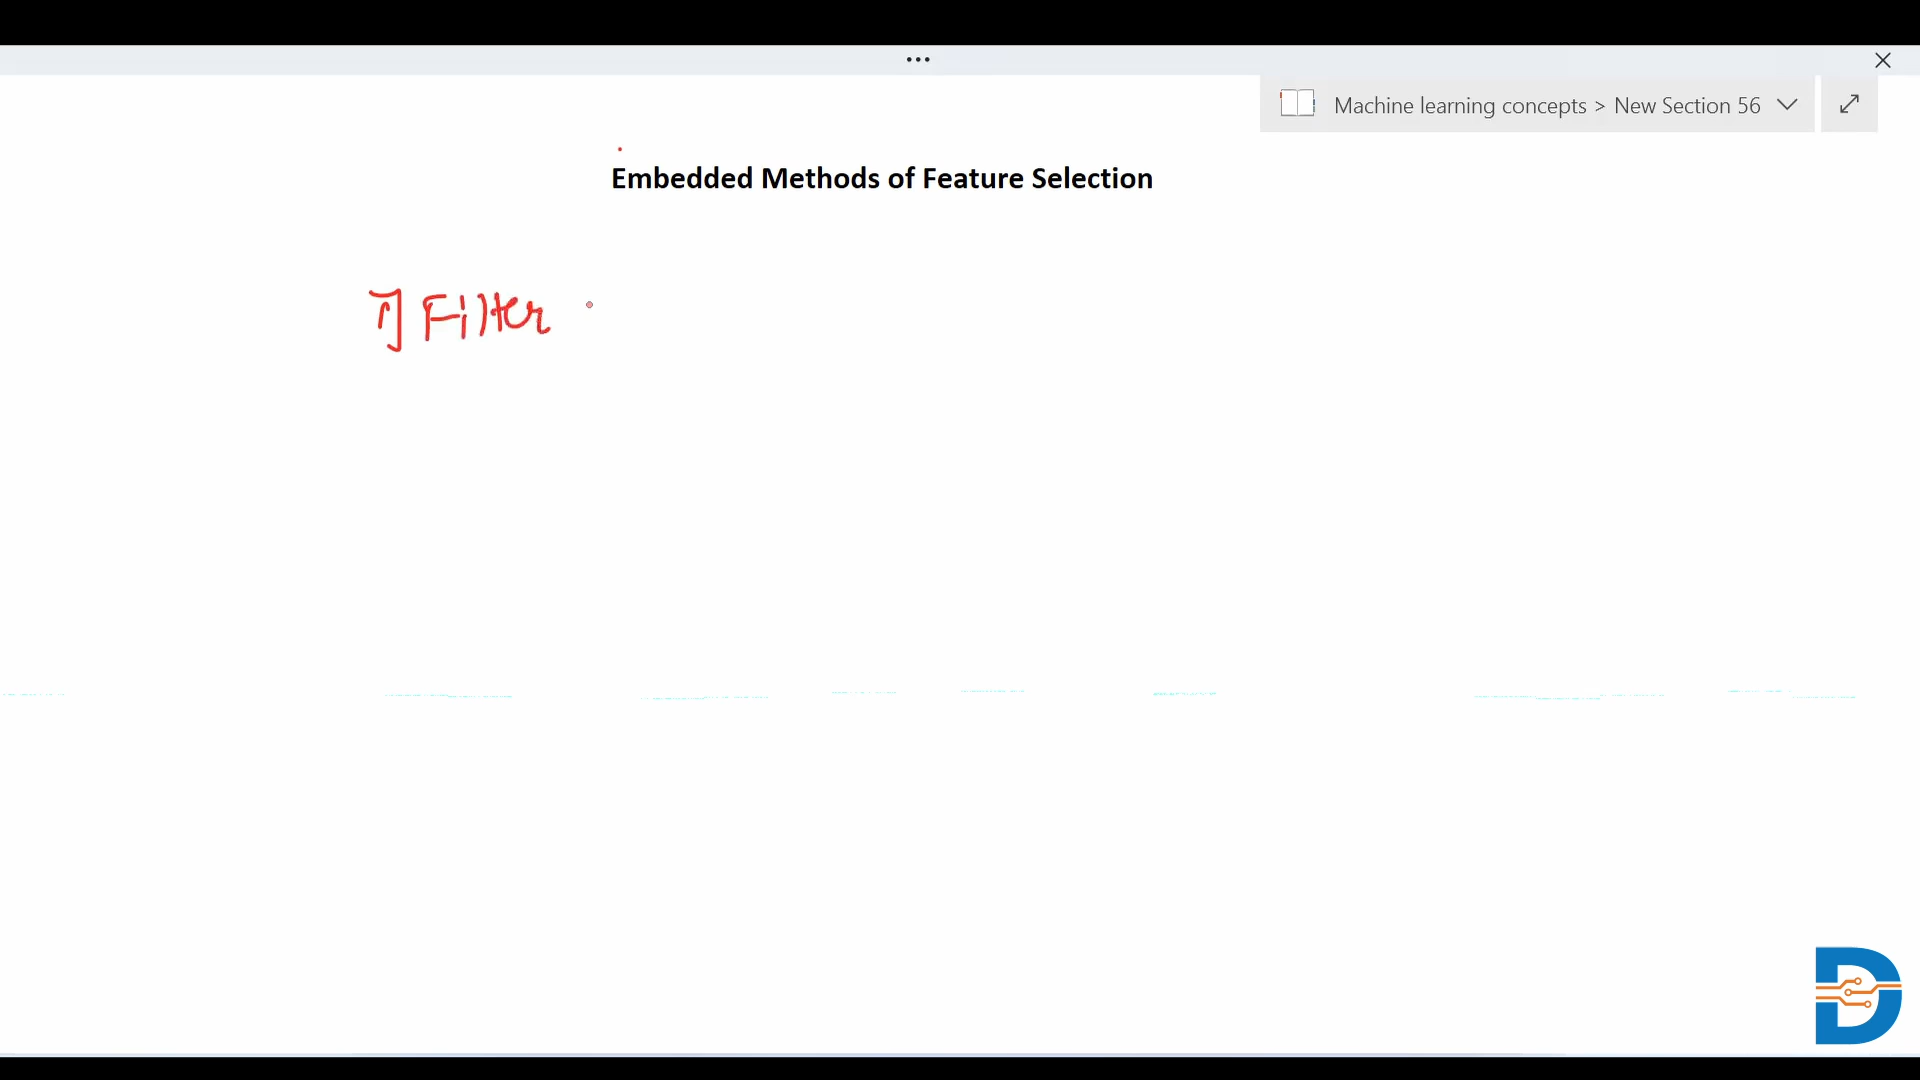 Machine learning concepts > New Section 56
Embedded Methods of Feature Selection
1] Filter